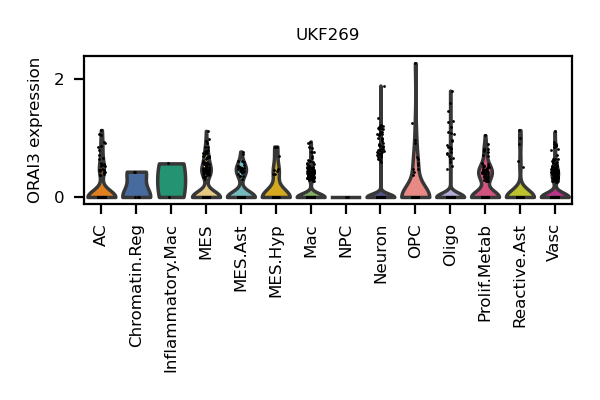 UKF269
ORAI3 expression
2
0
AC
Chromatin.Reg
Inflammatory.Mac
MES
MES.Ast
MES.Hyp
Mac
NPC
Neuron
OPC
Oligo
Prolif.Metab
Reactive.Ast
Vasc